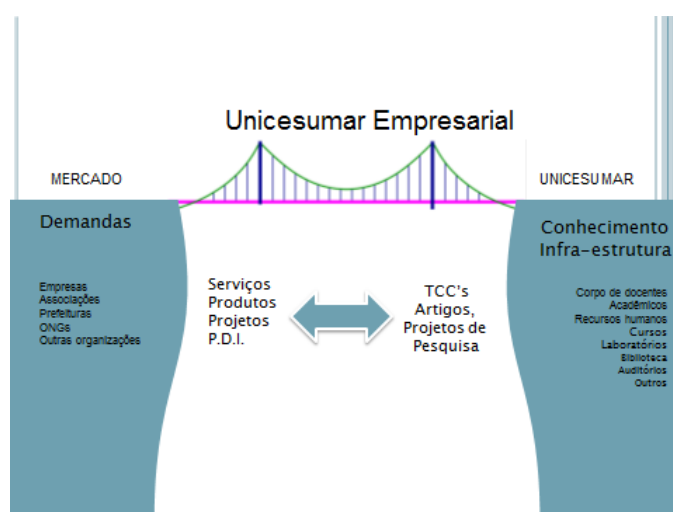 Unicesumar Empresarial
MERCADO
UNICESUMAR
Demandas
Empresas
Associações
Prefeituras
ONGs
Outras organizações
Serviços
Produtos
Projetos
P.D.I.
TCC's
Artigos,
Projetos de
Pesquisa
Conhecimento
Infra-estrutura
Corpo de docentes
Acadêmicos
Recursos humanos
Cursos
Laboratórios
Biblioteca
Auditórios
Outros